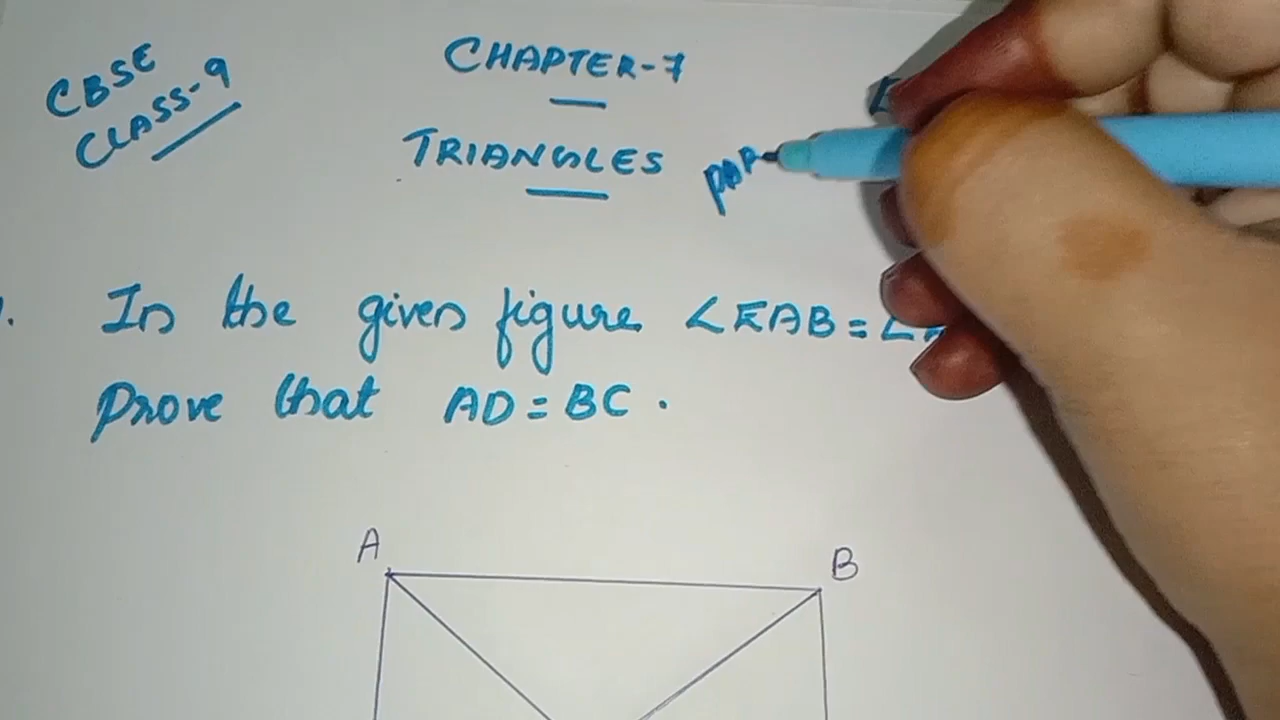 CBSE
CLASS-9
CHAPTER-7
TRIANGLES
In the given figure ∠EAB = ∠
Prove that AD = BC.
A
B